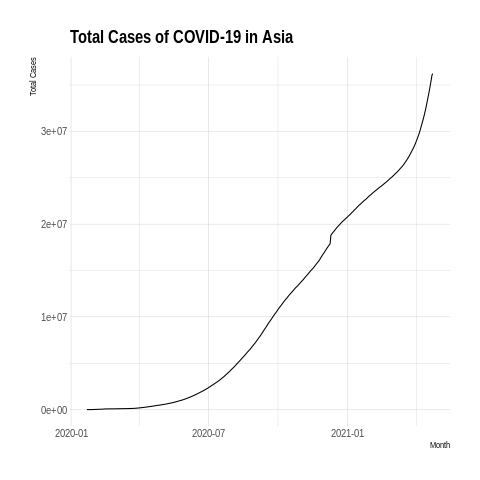 Total Cases of COVID-19 in Asia
Total Cases
3e+07
2e+07
1e+07
0e+00
2020-01 2020-07 2021-01
Month